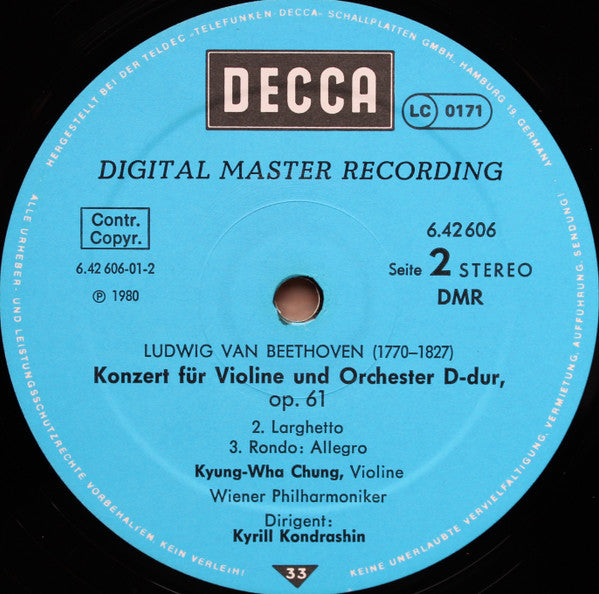 HERGESTELLT BEI DER TELDEC »TELEFUNKEN-DECCA« SCHALLPLATTEN GMBH, HAMBURG 19, GERMANY
DECCA
LC 0171
DIGITAL MASTER RECORDING
Contr.
Copyr.
6.42606
6.42 606-01-2
Seite 2 STEREO
℗ 1980
DMR
LUDWIG VAN BEETHOVEN (1770–1827)
Konzert für Violine und Orchester D-dur,
op. 61
2. Larghetto
3. Rondo: Allegro
Kyung-Wha Chung, Violine
Wiener Philharmoniker
Dirigent:
Kyrill Kondrashin
33
ALLE URHEBER- UND LEISTUNGSSCHUTZRECHTE VORBEHALTEN KEIN VERLEIH!
KEINE UNERLAUBTE VERVIELFÄLTIGUNG, VERMIETUNG, AUFFÜHRUNG, SENDUNG!